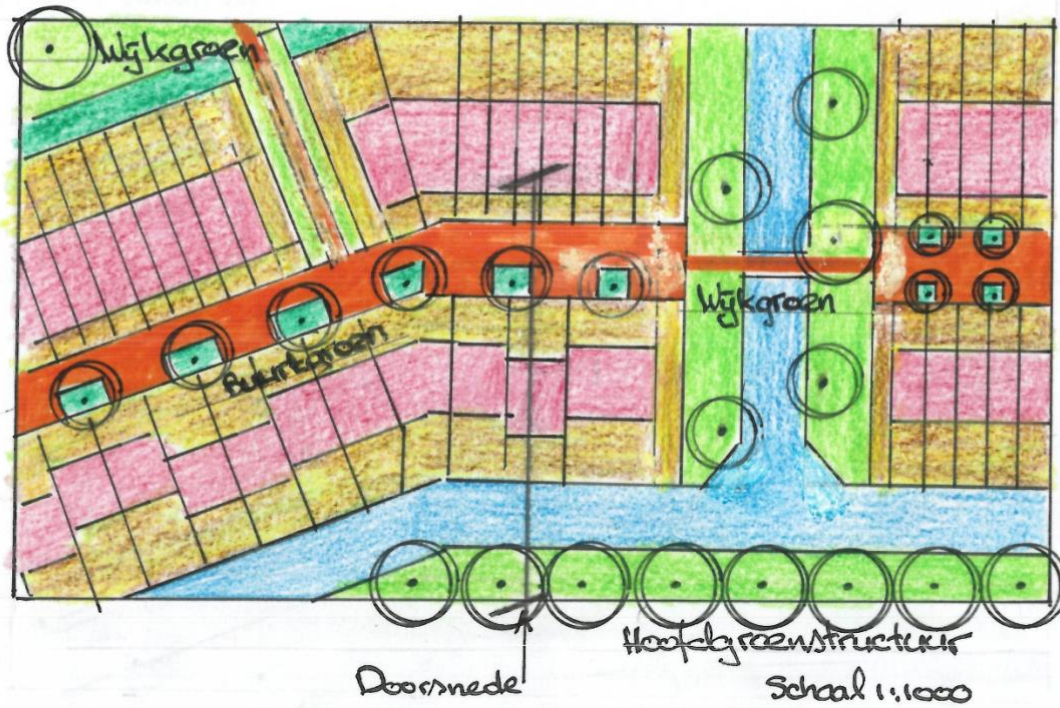 Wijkgroen
Buurtgroen
Wijkgroen
Hoofdgroenstructuur
Doorsnede
Schaal 1:1000